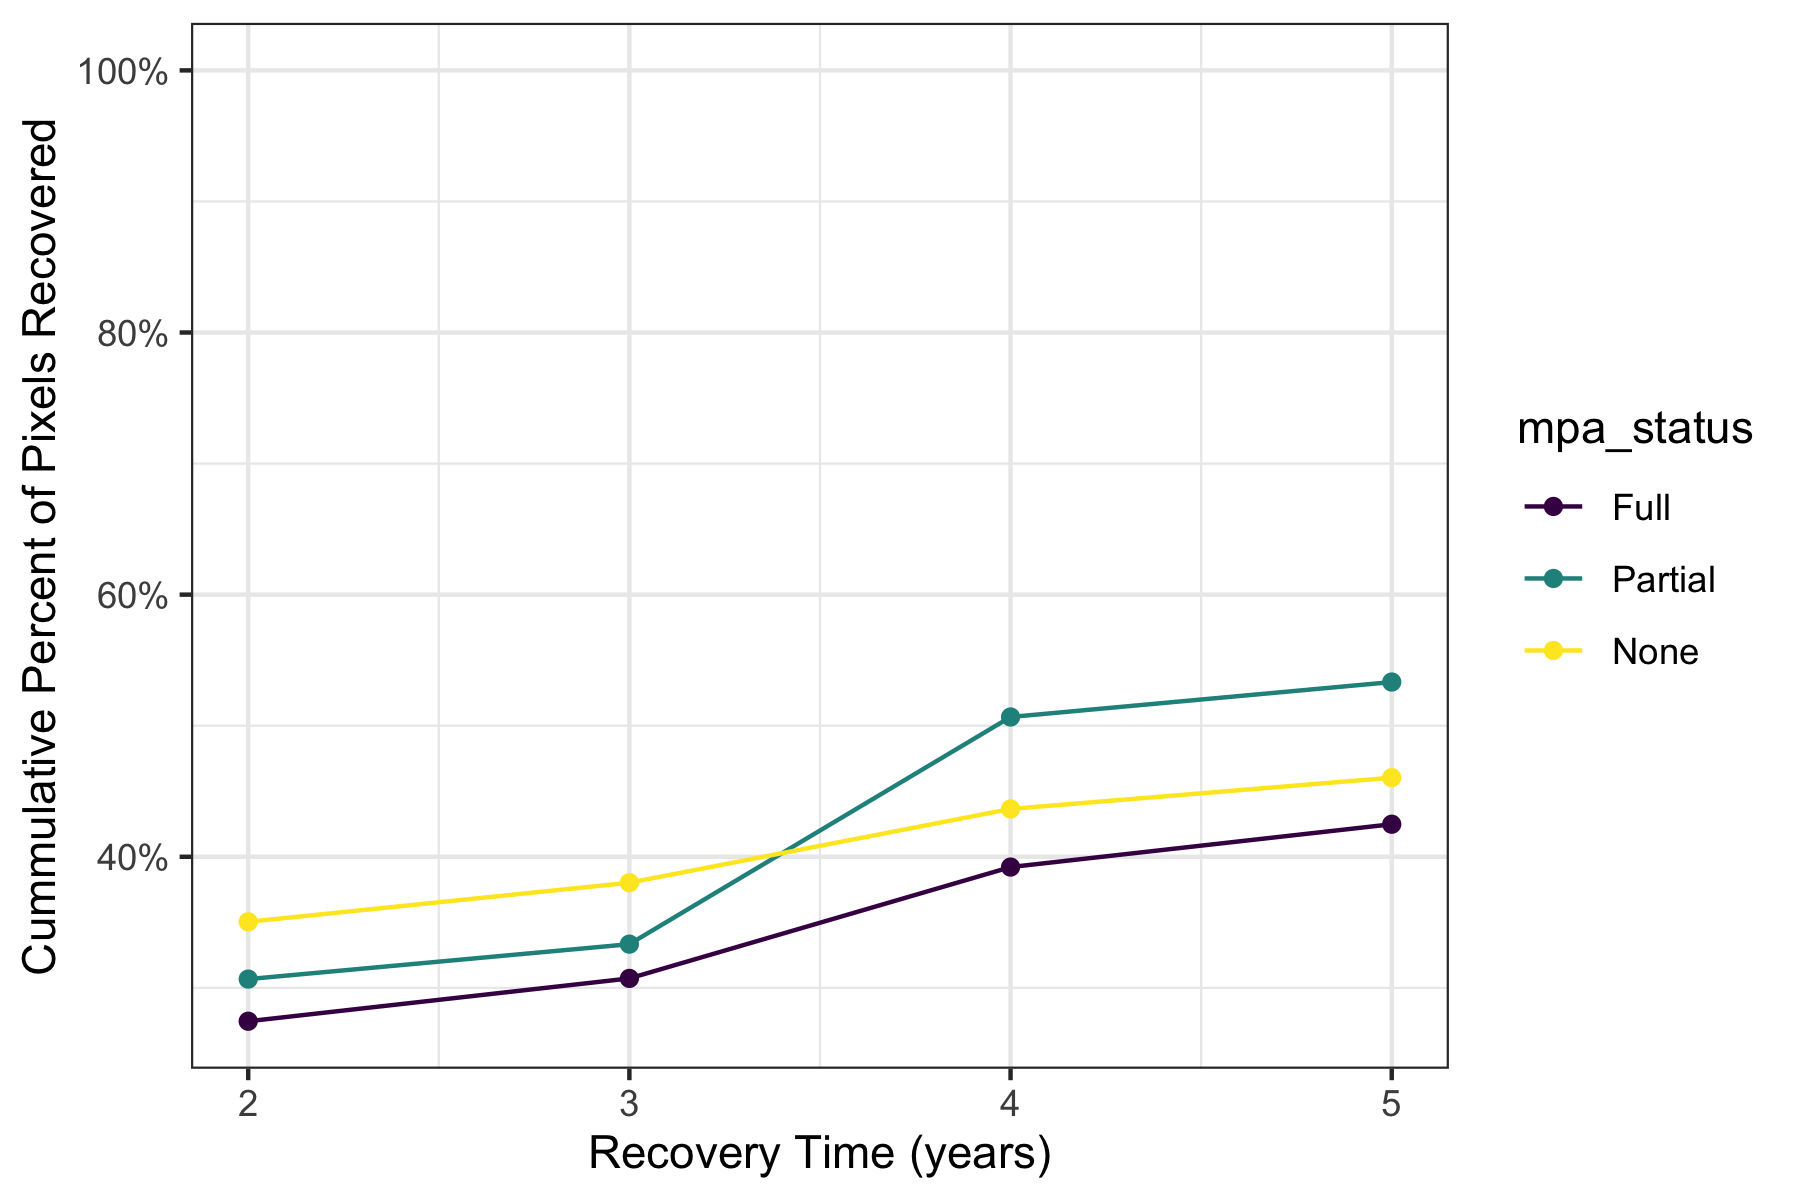 Cummulative Percent of Pixels Recovered
100%
80%
60%
40%
2 3 4 5
Recovery Time (years)
mpa_status
Full
Partial
None